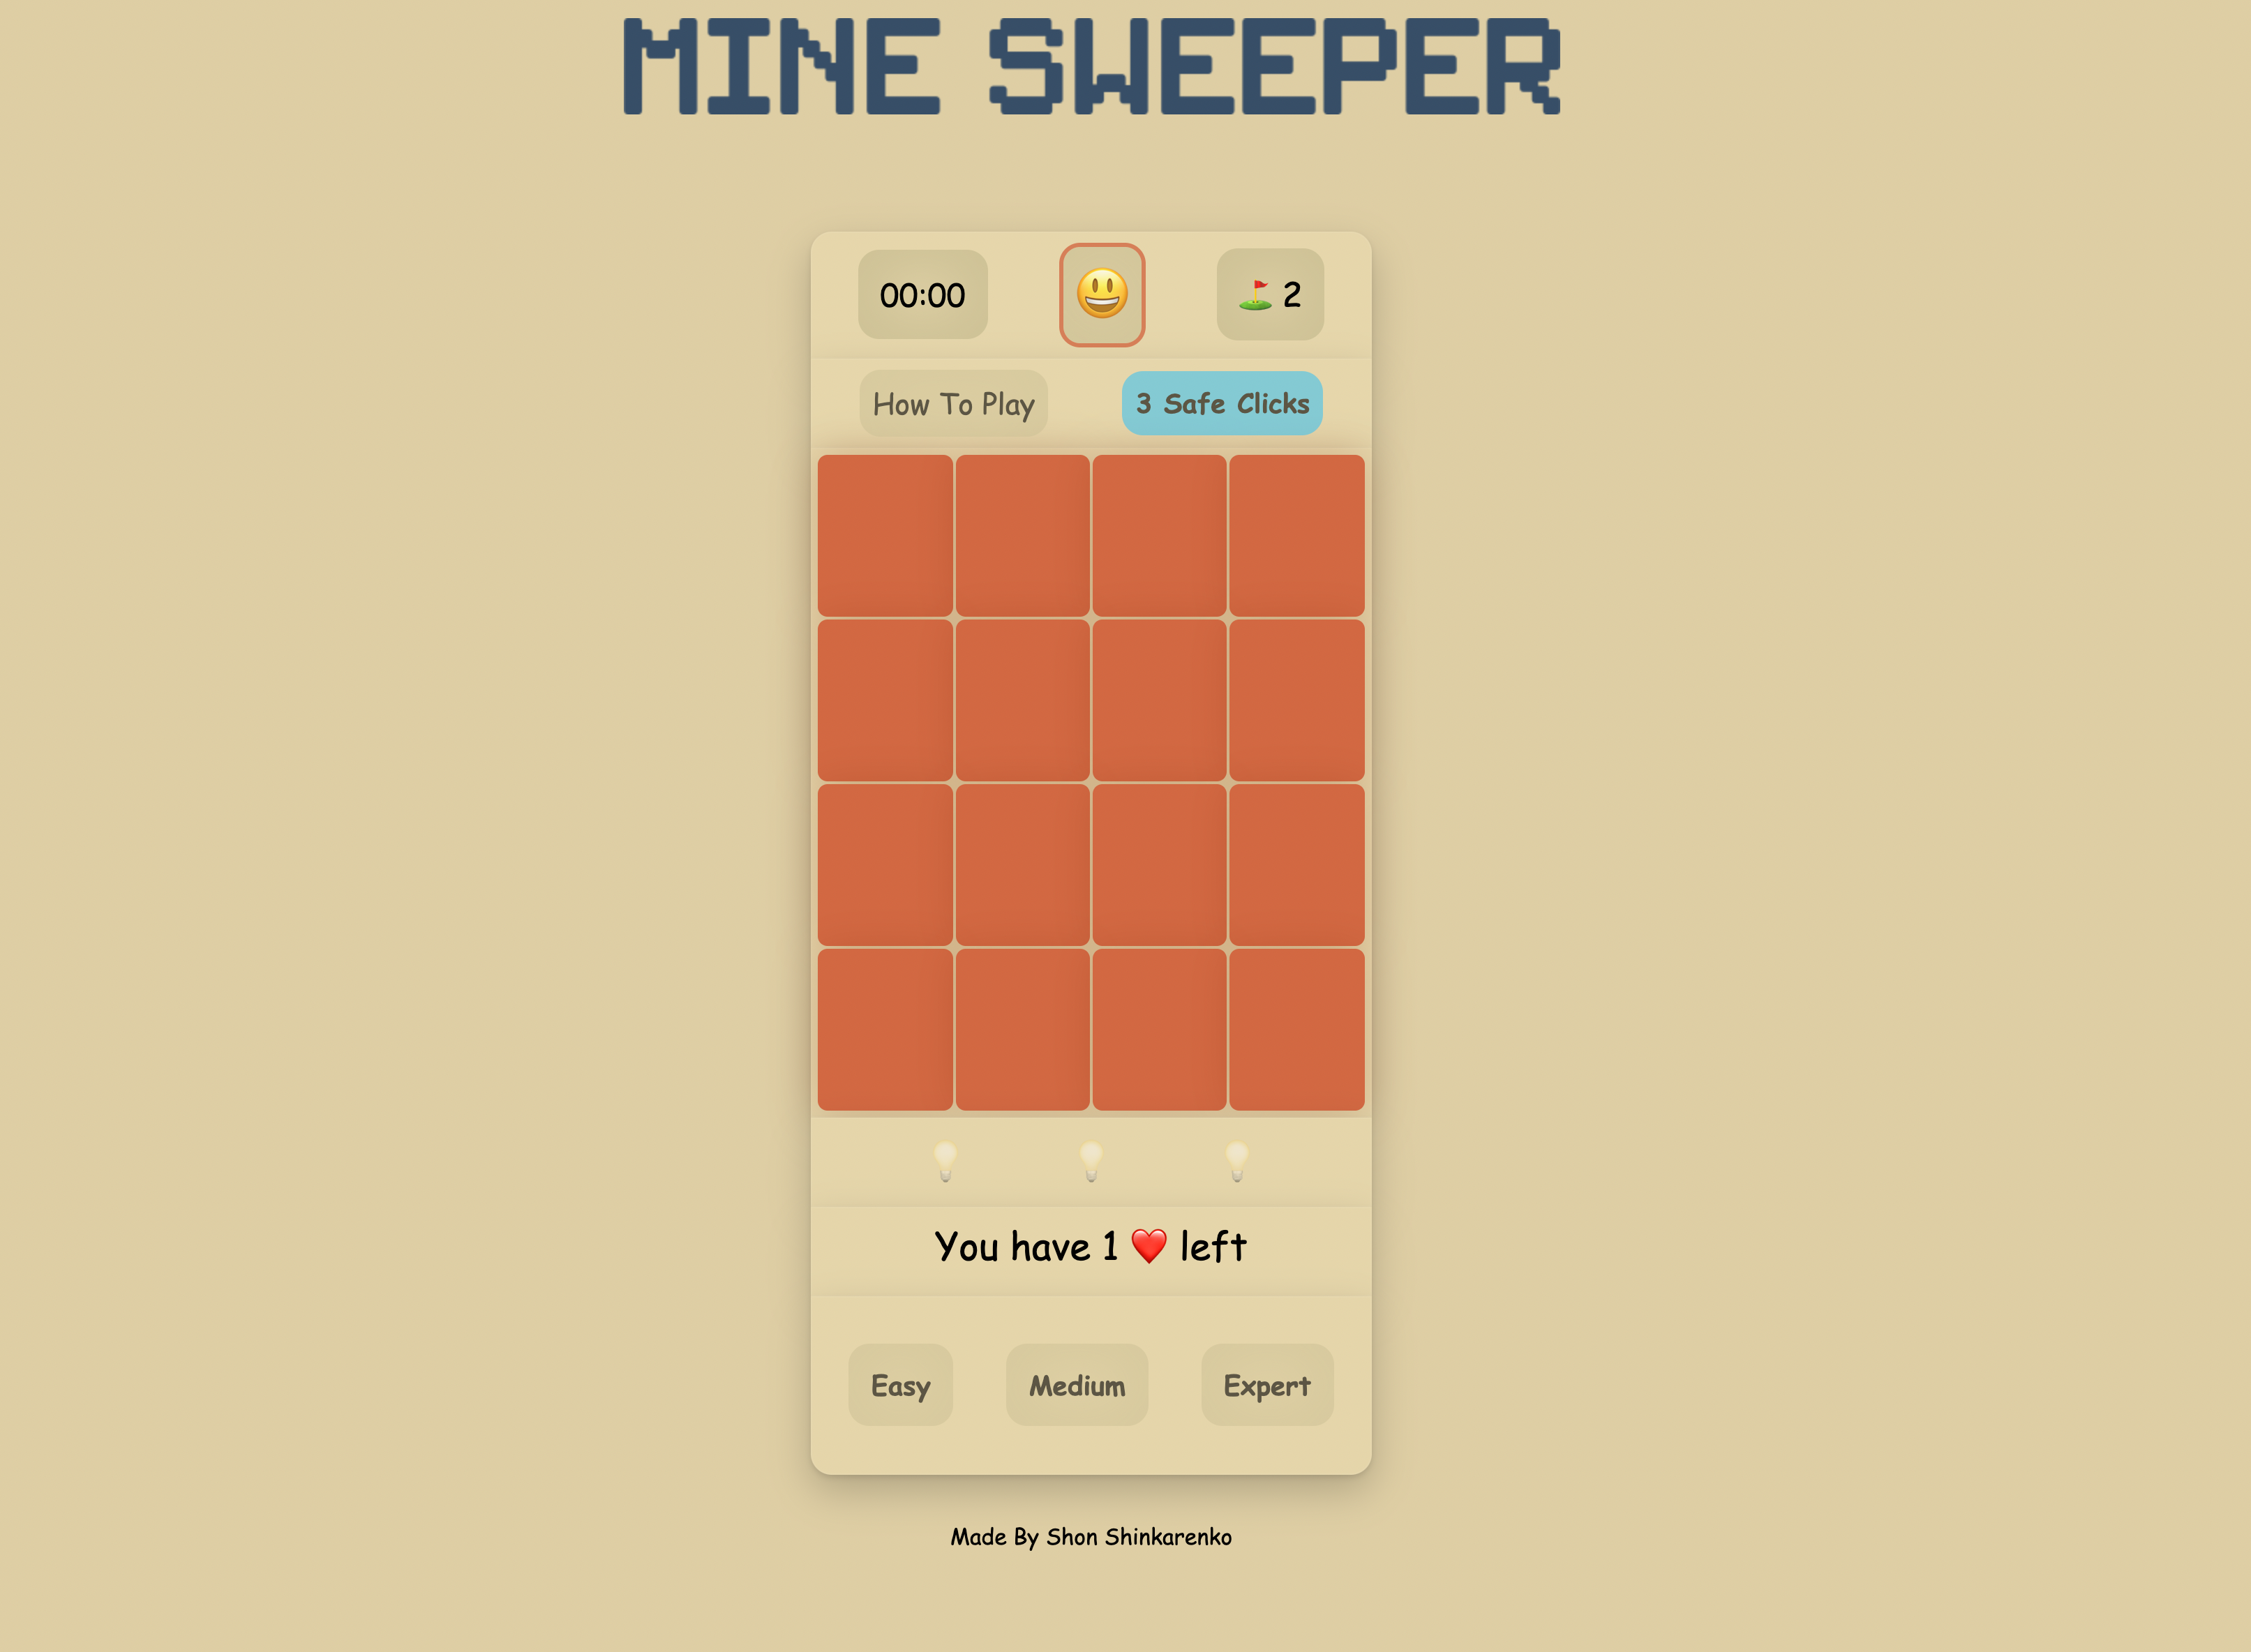 MINE SWEEPER
00:00
2
How To Play
3 Safe Clicks
You have 1 ❤️ left
Easy
Medium
Expert
Made By Shon Shinkarenko